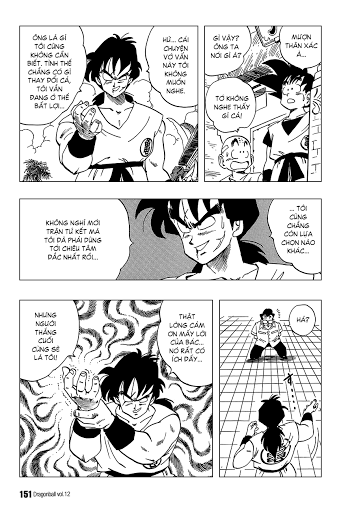 MƯỢN
THÂN XÁC
À...
GÌ VẬY?
ÔNG TA
NÓI GÌ À?
TỚ KHÔNG
NGHE THẤY
GÌ CẢ!
HỪ... CÁI
CHUYỆN
VỚ VẨN NÀY
TÔI KHÔNG
MUỐN
NGHE.
ÔNG LÀ GÌ
TÔI CŨNG
KHÔNG CẦN
BIẾT. TÌNH THẾ
CHẲNG CÓ GÌ
THAY ĐỔI CẢ,
TÔI VẪN
ĐANG Ở THẾ
BẤT LỢI...
... TÔI
CŨNG
CHẲNG
CÒN LỰA
CHỌN NÀO
KHÁC...
KHÔNG NGHĨ MỚI
TRẬN TỨ KẾT MÀ
TÔI ĐÃ PHẢI DÙNG
TỚI CHIÊU TÂM
ĐẮC NHẤT RỒI...
HẢ?
THẬT
LÒNG CẢM
ƠN MẤY LỜI
CỦA BÁC...
NÓ RẤT CÓ
ÍCH ĐẤY...
NHƯNG
NGƯỜI
THẮNG
CUỐI CÙNG
SẼ LÀ TÔI!
151 Dragonball vol.12